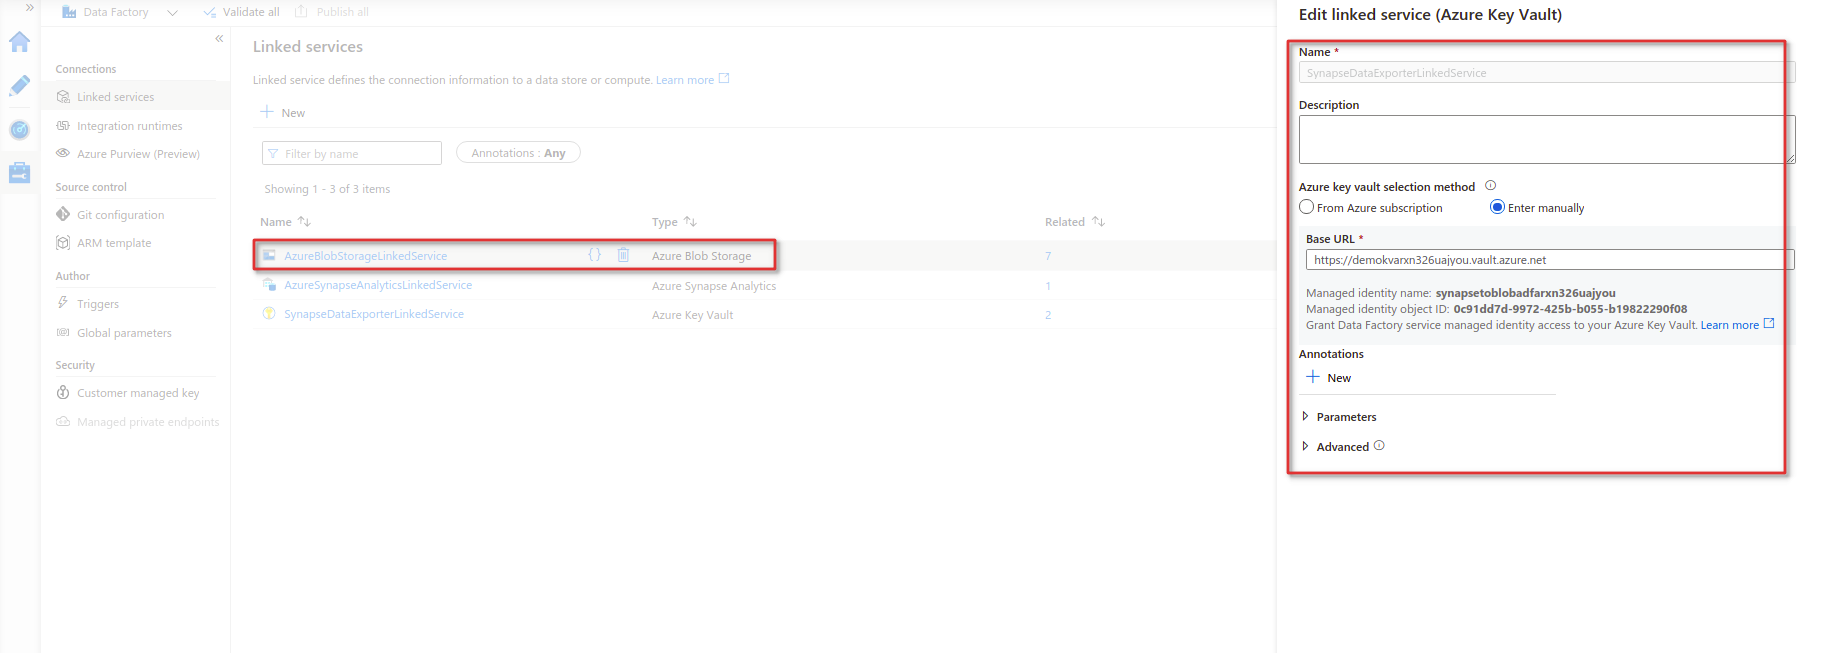 Data Factory
Validate all
Publish all
Connections
Linked services
Integration runtimes
Azure Purview (Preview)
Source control
Git configuration
ARM template
Author
Triggers
Global parameters
Security
Customer managed key
Managed private endpoints
Linked services
Linked service defines the connection information to a data store or compute. Learn more
New
Filter by name
Annotations : Any
Showing 1 - 3 of 3 items
Name Type Related
AzureBlobStorageLinkedService {} Azure Blob Storage 7
AzureSynapseAnalyticsLinkedService Azure Synapse Analytics 1
SynapseDataExporterLinkedService Azure Key Vault 2
Edit linked service (Azure Key Vault)
Name *
SynapseDataExporterLinkedService
Description
Azure key vault selection method
From Azure subscription Enter manually
Base URL *
https://demokvarxn326uajyou.vault.azure.net
Managed identity name: synapsetoblobadfarxn326uajyou
Managed identity object ID: 0c91dd7d-9972-425b-b055-b19822290f08
Grant Data Factory service managed identity access to your Azure Key Vault. Learn more
Annotations
New
Parameters
Advanced